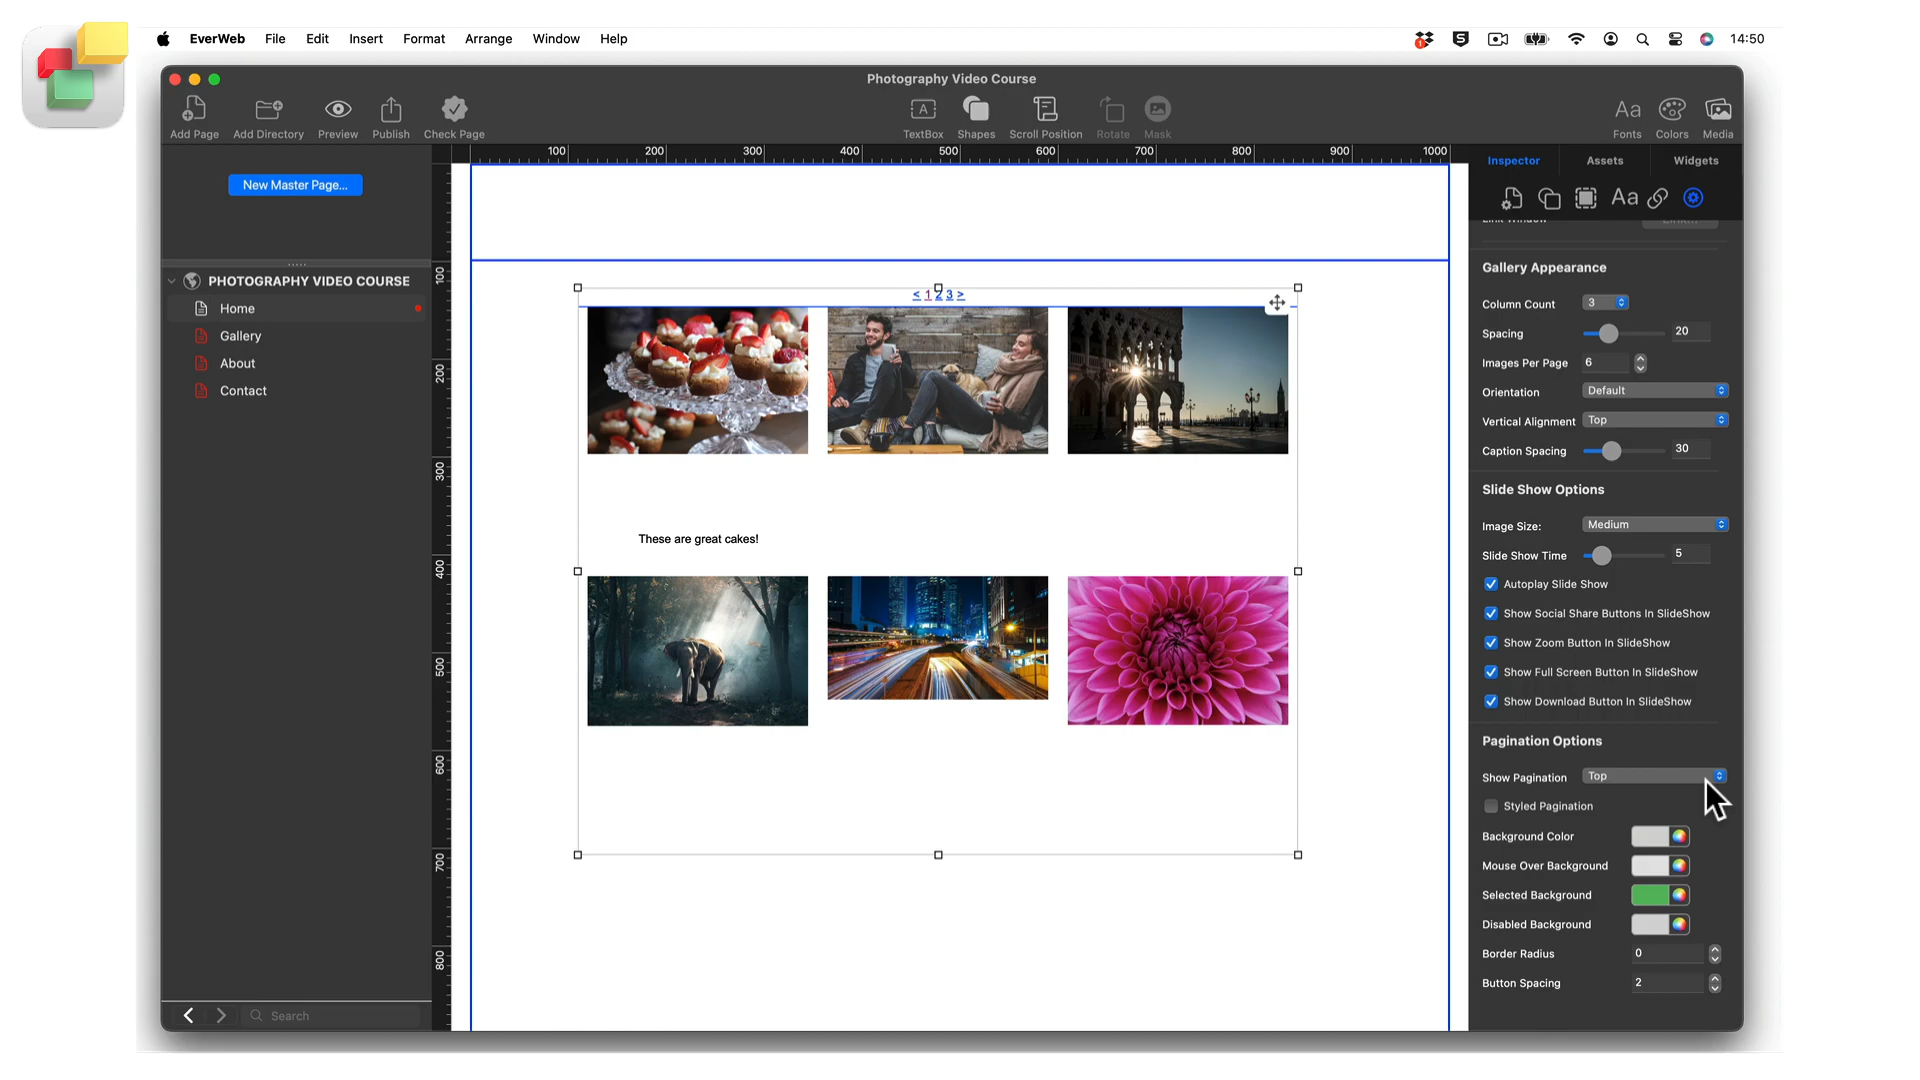 EverWeb File Edit Insert Format Arrange Window Help 14:50
Photography Video Course
Add Page Add Directory Preview Publish Check Page TextBox Shapes Scroll Position Rotate Mask Fonts Colors Media
100 200 300 400 500 600 700 800 900 1000
Inspector Assets Widgets
New Master Page...
PHOTOGRAPHY VIDEO COURSE
Home
Gallery
About
Contact
Search
100
200
300
400
500
600
700
800
< 1 2 3 >
These are great cakes!
Gallery Appearance
Column Count 3
Spacing 20
Images Per Page 6
Orientation Default
Vertical Alignment Top
Caption Spacing 30
Slide Show Options
Image Size: Medium
Slide Show Time 5
Autoplay Slide Show
Show Social Share Buttons In SlideShow
Show Zoom Button In SlideShow
Show Full Screen Button In SlideShow
Show Download Button In SlideShow
Pagination Options
Show Pagination Top
Styled Pagination
Background Color
Mouse Over Background
Selected Background
Disabled Background
Border Radius 0
Button Spacing 2